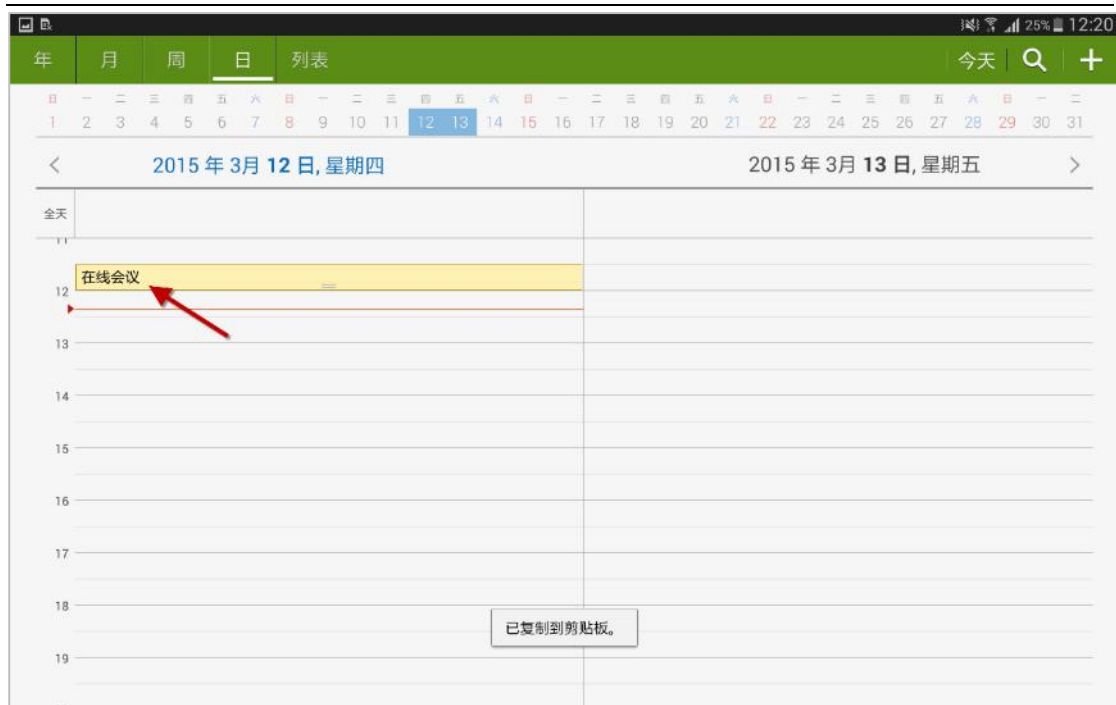 25% 12:20
年 月 周 日 列表 今天
日 一 二 三 四 五 六 日 一 二 三 四 五 六 日 一 二 三 四 五 六 日 一 二 三 四 五 六 日 一 二
1 2 3 4 5 6 7 8 9 10 11 12 13 14 15 16 17 18 19 20 21 22 23 24 25 26 27 28 29 30 31
2015 年 3月 12 日, 星期四 2015 年 3月 13 日, 星期五
全天
11
在线会议
12
13
14
15
16
17
18
已复制到剪贴板。
19